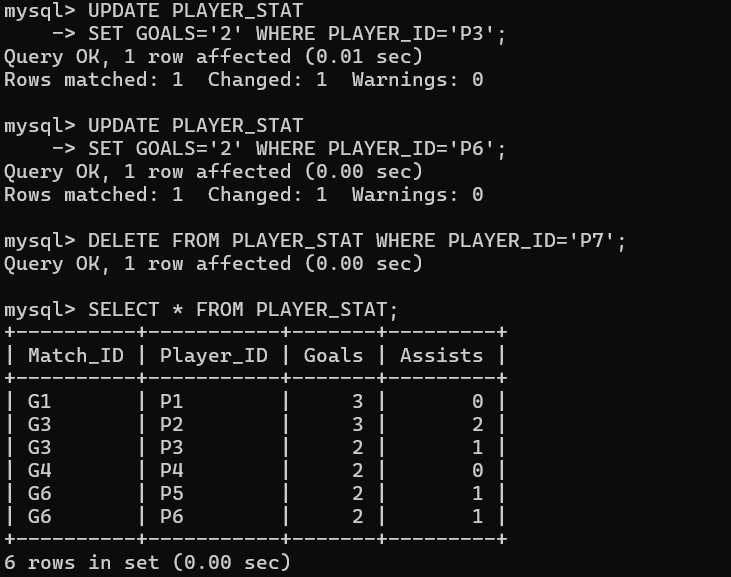 mysql> UPDATE PLAYER_STAT
    -> SET GOALS='2' WHERE PLAYER_ID='P3';
Query OK, 1 row affected (0.01 sec)
Rows matched: 1  Changed: 1  Warnings: 0

mysql> UPDATE PLAYER_STAT
    -> SET GOALS='2' WHERE PLAYER_ID='P6';
Query OK, 1 row affected (0.00 sec)
Rows matched: 1  Changed: 1  Warnings: 0

mysql> DELETE FROM PLAYER_STAT WHERE PLAYER_ID='P7';
Query OK, 1 row affected (0.00 sec)

mysql> SELECT * FROM PLAYER_STAT;
+----------+-----------+-------+---------+
| Match_ID | Player_ID | Goals | Assists |
+----------+-----------+-------+---------+
| G1       | P1        |     3 |       0 |
| G3       | P2        |     3 |       2 |
| G3       | P3        |     2 |       1 |
| G4       | P4        |     2 |       0 |
| G6       | P5        |     2 |       1 |
| G6       | P6        |     2 |       1 |
+----------+-----------+-------+---------+
6 rows in set (0.00 sec)